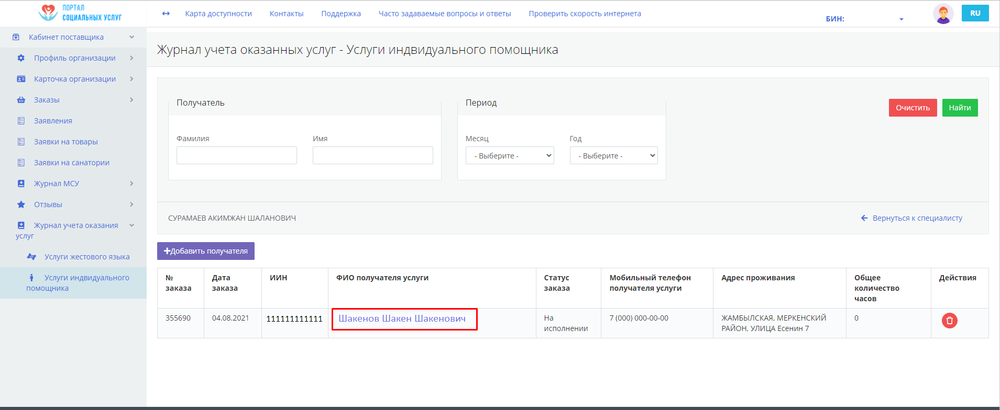 ПОРТАЛ
СОЦИАЛЬНЫХ УСЛУГ
Карта доступности
Контакты
Поддержка
Часто задаваемые вопросы и ответы
Проверить скорость интернета
БИН:
RU
Кабинет поставщика
Профиль организации
Карточка организации
Заказы
Заявления
Заявки на товары
Заявки на санатории
Журнал МСУ
Отзывы
Журнал учета оказания
услуг
Услуги жестового языка
Услуги индвидуального
помощника
Журнал учета оказанных услуг - Услуги индвидуального помощника
Получатель
Фамилия
Имя
Период
Месяц
Год
- Выберите -
- Выберите -
Очистить
Найти
СУРАМАЕВ АКИМЖАН ШАЛАНОВИЧ
Вернуться к специалисту
+Добавить получателя
№
заказа
Дата
заказа
ИИН
ФИО получателя услуги
Статус
заказа
Мобильный телефон
получателя услуги
Адрес проживания
Общее
количество
часов
Действия
355690
04.08.2021
111111111111
Шакенов Шакен Шакенович
На
исполнении
7 (000) 000-00-00
ЖАМБЫЛСКАЯ, МЕРКЕНСКИЙ
РАЙОН, УЛИЦА Есенин 7
0